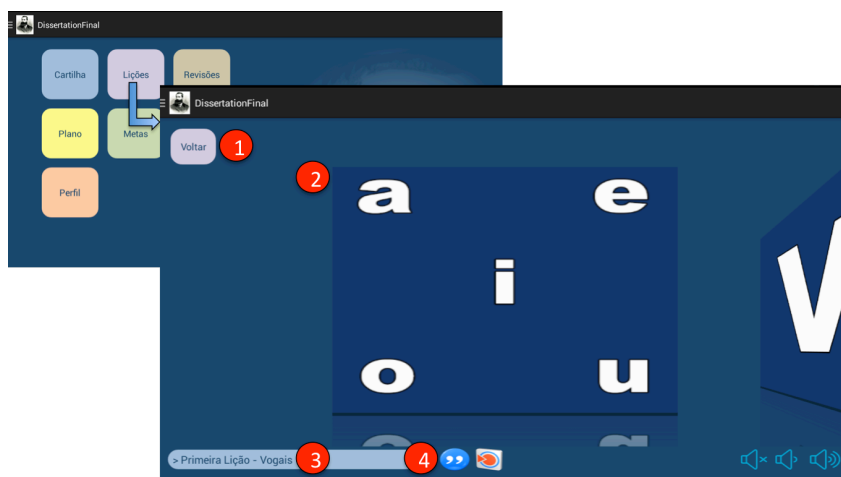 DissertationFinal
Cartilha Lições Revisões
Plano Metas
Perfil
DissertationFinal
Voltar 1
2
a e
i
o u
> Primeira Lição - Vogais 3 4